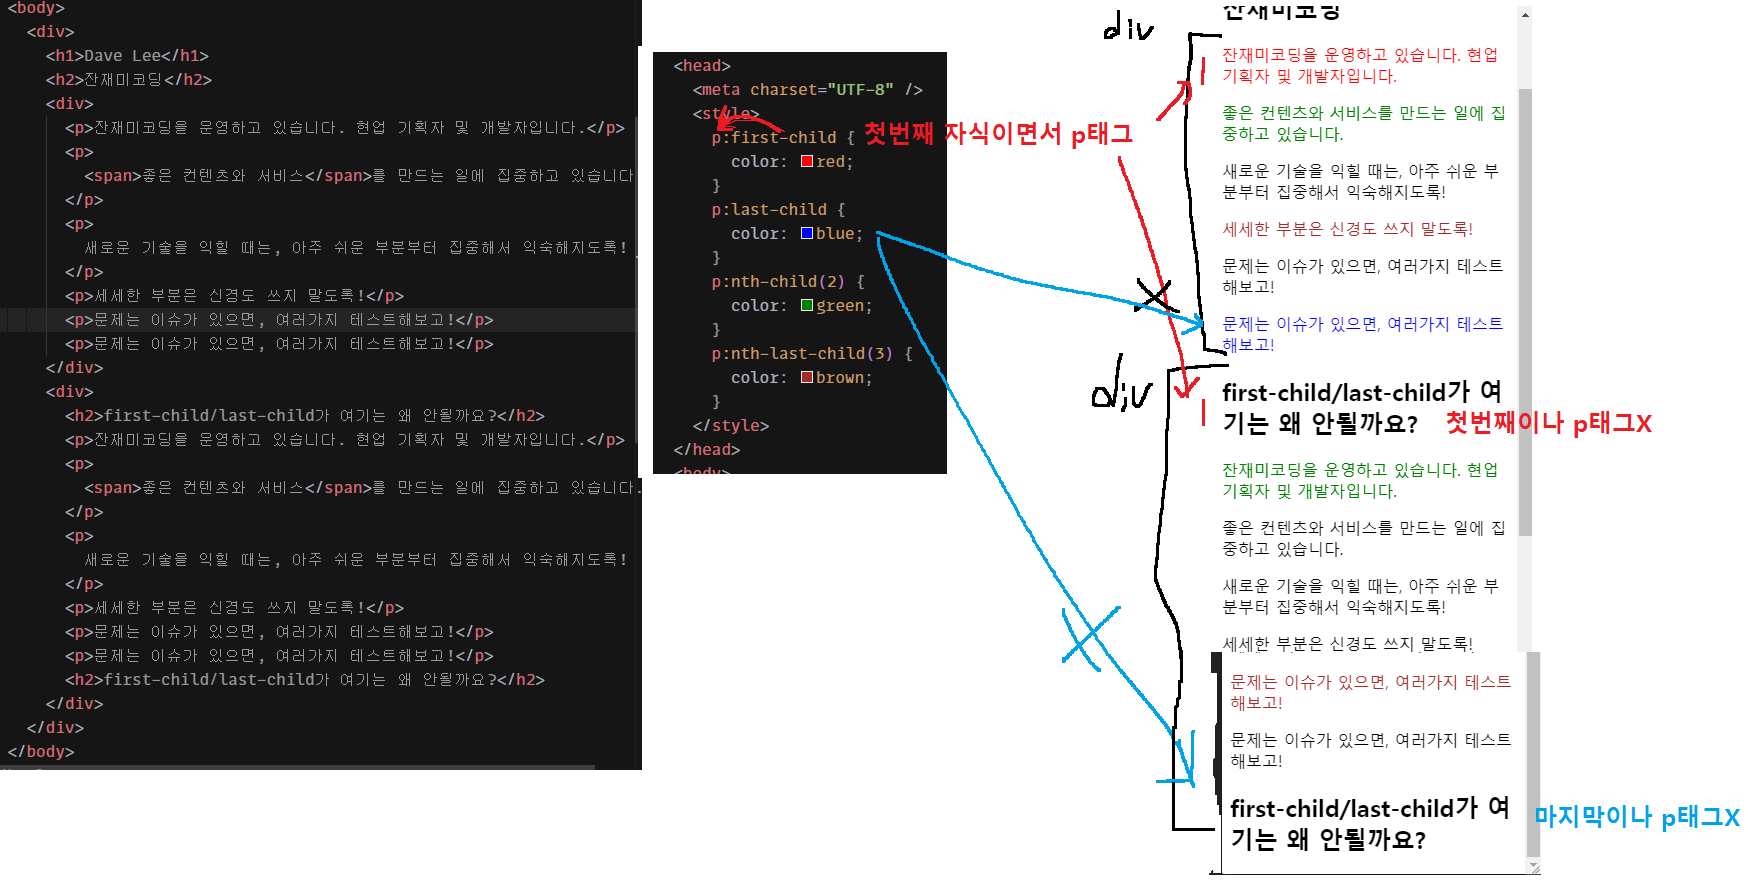 <body>
<div>
<h1>Dave Lee</h1>
<h2>잔재미코딩</h2>
<div>
<p>잔재미코딩을 운영하고 있습니다. 현업 기획자 및 개발자입니다.</p>
<p>
<span>좋은 컨텐츠와 서비스</span>를 만드는 일에 집중하고 있습니다
</p>
<p>
새로운 기술을 익힐 때는, 아주 쉬운 부분부터 집중해서 익숙해지도록!
</p>
<p>세세한 부분은 신경도 쓰지 말도록!</p>
<p>문제는 이슈가 있으면, 여러가지 테스트해보고!</p>
<p>문제는 이슈가 있으면, 여러가지 테스트해보고!</p>
</div>
<div>
<h2>first-child/last-child가 여기는 왜 안될까요?</h2>
<p>잔재미코딩을 운영하고 있습니다. 현업 기획자 및 개발자입니다.</p>
<p>
<span>좋은 컨텐츠와 서비스</span>를 만드는 일에 집중하고 있습니다.
</p>
<p>
새로운 기술을 익힐 때는, 아주 쉬운 부분부터 집중해서 익숙해지도록!
</p>
<p>세세한 부분은 신경도 쓰지 말도록!</p>
<p>문제는 이슈가 있으면, 여러가지 테스트해보고!</p>
<p>문제는 이슈가 있으면, 여러가지 테스트해보고!</p>
<h2>first-child/last-child가 여기는 왜 안될까요?</h2>
</div>
</div>
</body>
<head>
<meta charset="UTF-8" />
<style>
p:first-child {
color: red;
}
p:last-child {
color: blue;
}
p:nth-child(2) {
color: green;
}
p:nth-last-child(3) {
color: brown;
}
</style>
</head>
<body>
첫번째 자식이면서 p태그
div
잔재미코딩
잔재미코딩을 운영하고 있습니다. 현업
기획자 및 개발자입니다.
좋은 컨텐츠와 서비스를 만드는 일에 집
중하고 있습니다.
새로운 기술을 익힐 때는, 아주 쉬운 부
분부터 집중해서 익숙해지도록!
세세한 부분은 신경도 쓰지 말도록!
문제는 이슈가 있으면, 여러가지 테스트
해보고!
문제는 이슈가 있으면, 여러가지 테스트
해보고!
div
first-child/last-child가 여
기는 왜 안될까요?
첫번째이나 p태그X
잔재미코딩을 운영하고 있습니다. 현업
기획자 및 개발자입니다.
좋은 컨텐츠와 서비스를 만드는 일에 집
중하고 있습니다.
새로운 기술을 익힐 때는, 아주 쉬운 부
분부터 집중해서 익숙해지도록!
세세한 부분은 신경도 쓰지 말도록!
문제는 이슈가 있으면, 여러가지 테스트
해보고!
문제는 이슈가 있으면, 여러가지 테스트
해보고!
first-child/last-child가 여
기는 왜 안될까요?
마지막이나 p태그X